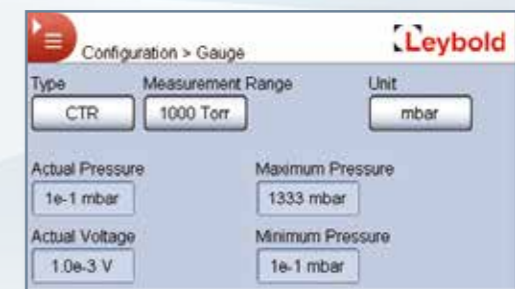 Configuration > Gauge
Leybold
Type Measurement Range Unit
CTR 1000 Torr mbar
Actual Pressure Maximum Pressure
1e-1 mbar 1333 mbar
Actual Voltage Minimum Pressure
1.0e-3 V 1e-1 mbar